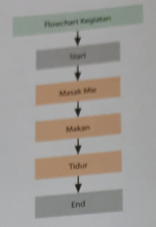 Flowchart Kegiatan
Start
Masak Mie
Makan
Tidur
End